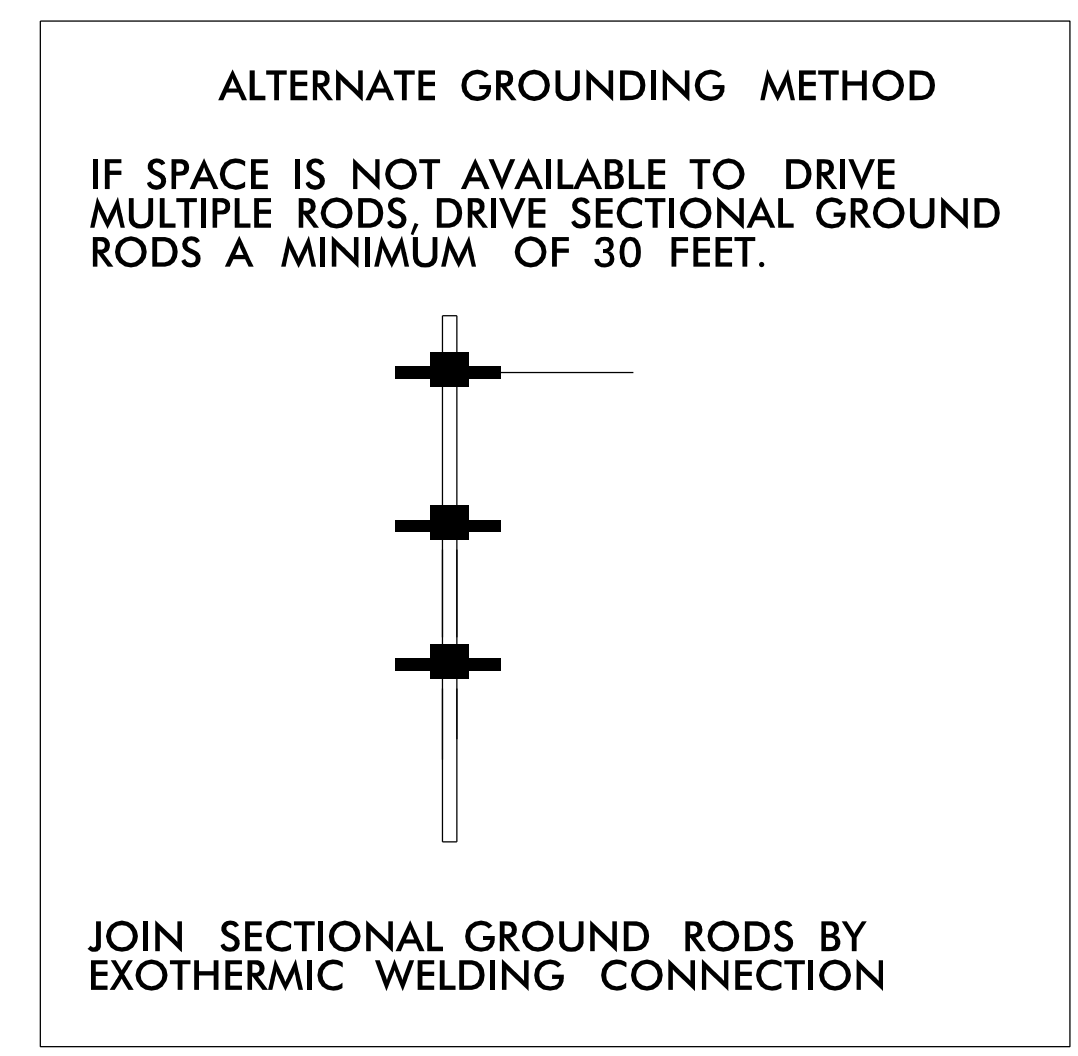 ALTERNATE GROUNDING METHOD
IF SPACE IS NOT AVAILABLE TO DRIVE
MULTIPLE RODS, DRIVE SECTIONAL GROUND
RODS A MINIMUM OF 30 FEET.
JOIN SECTIONAL GROUND RODS BY
EXOTHERMIC WELDING CONNECTION